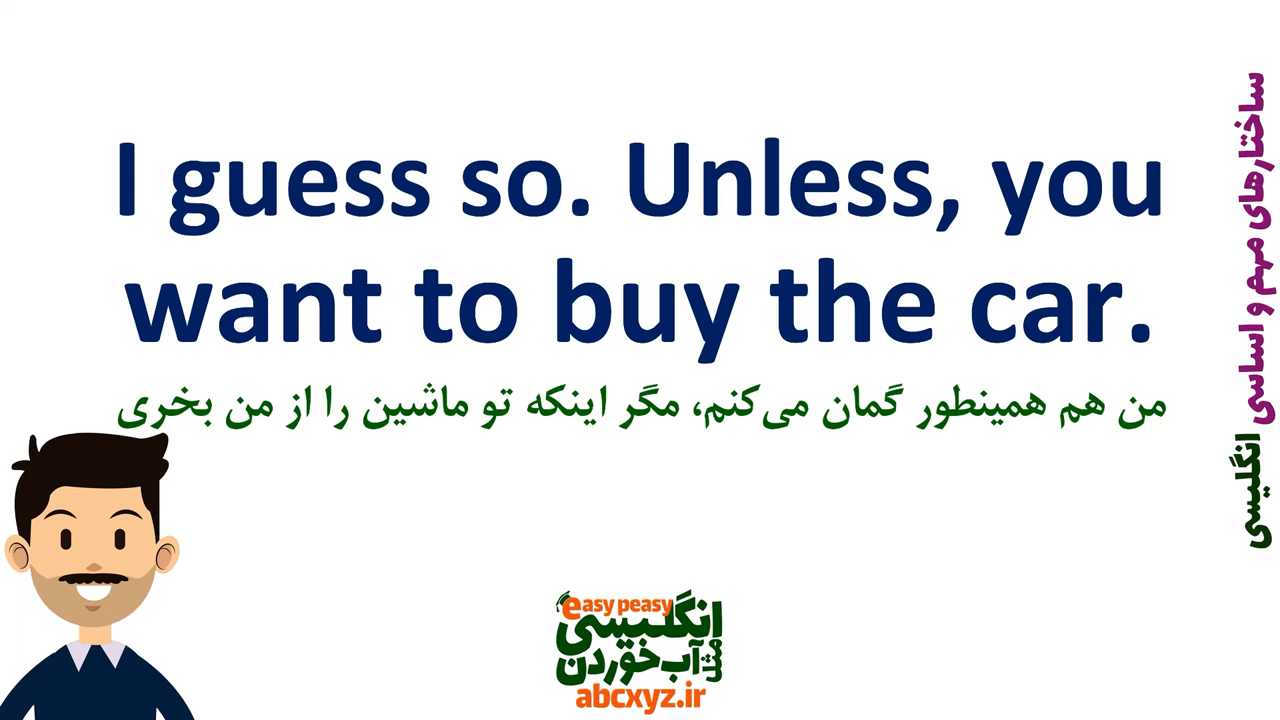 I guess so. Unless, you
want to buy the car.
من هم همینطور گمان می‌کنم، مگر اینکه تو ماشین را از من بخری
ساختارهای مهم و اساسی انگلیسی
easy peasy
انگلیسی
مثل آب خوردن
abcxyz.ir